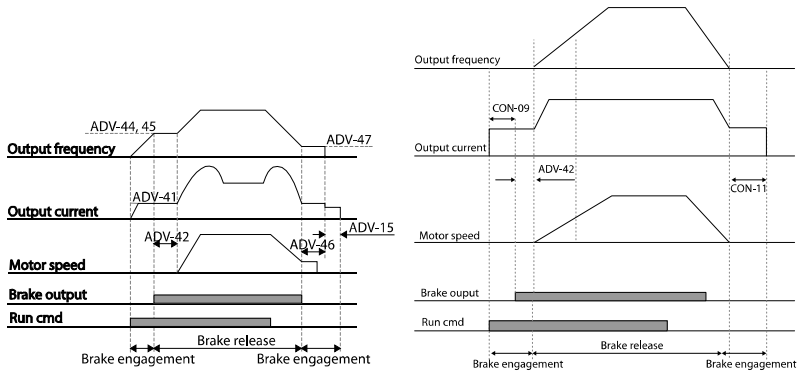 ADV-44, 45
ADV-47
Output frequency
ADV-41
Output current
ADV-42
ADV-15
ADV-46
Motor speed
Brake output
Run cmd
Brake release
Brake engagement
Brake engagement
Output frequency
CON-09
Output current
ADV-42
CON-11
Motor speed
Brake ouput
Run cmd
Brake release
Brake engagement
Brake engagement